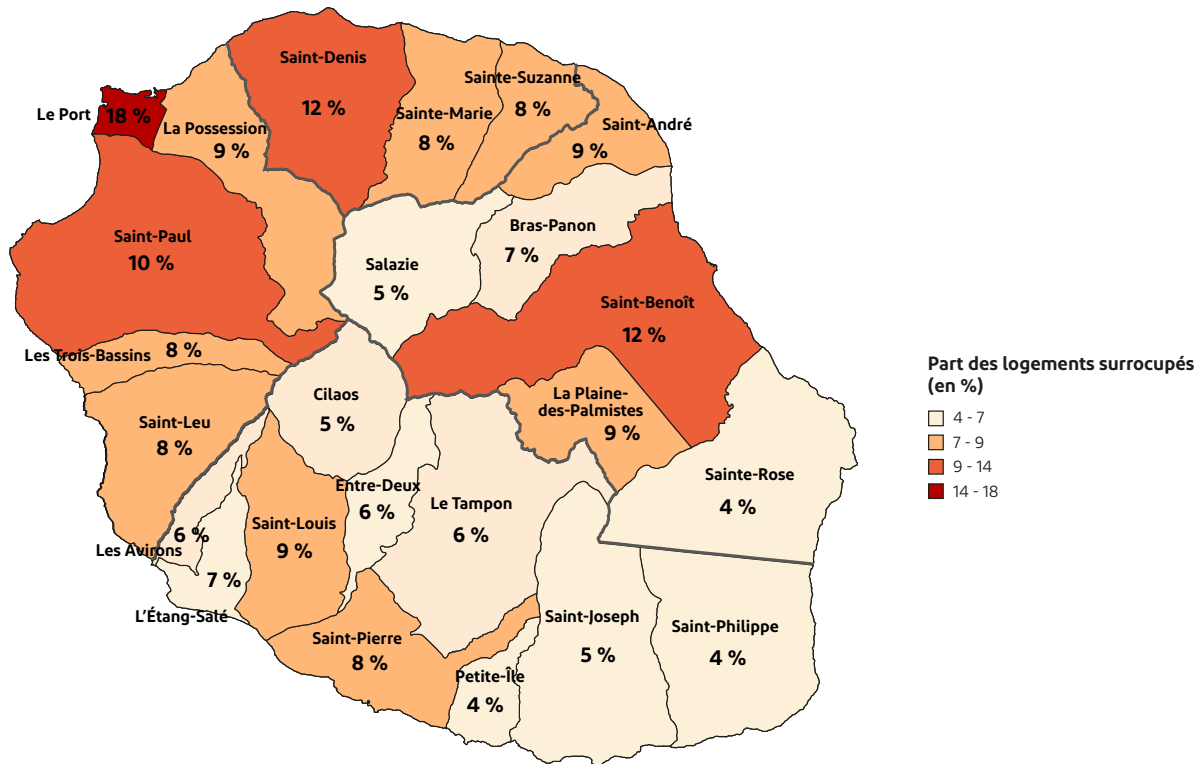 Saint-Denis
12 %
Sainte-Suzanne
8 %
Le Port
18 %
La Possession
9 %
Sainte-Marie
8 %
Saint-André
9 %
Saint-Paul
10 %
Bras-Panon
7 %
Salazie
5 %
Saint-Benoît
12 %
Les Trois-Bassins
8 %
Cilaos
5 %
La Plaine-
des-Palmistes
9 %
Saint-Leu
8 %
Sainte-Rose
4 %
Entre-Deux
6 %
Le Tampon
6 %
Saint-Louis
9 %
Les Avirons
6 %
7 %
L’Étang-Salé
Saint-Pierre
8 %
Saint-Joseph
5 %
Saint-Philippe
4 %
Petite-Île
4 %
Part des logements surrocupés
(en %)
4 - 7
7 - 9
9 - 14
14 - 18